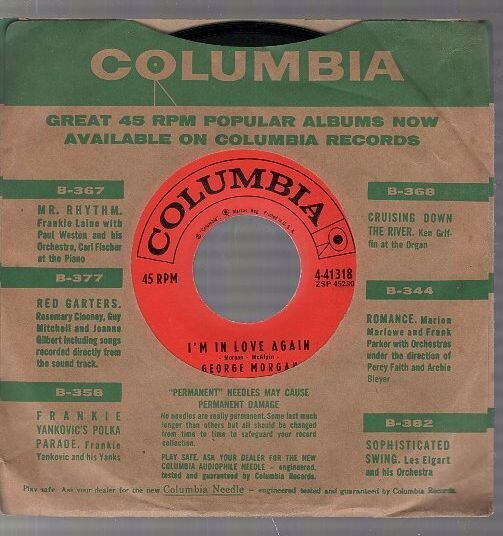 COLUMBIA
GREAT 45 RPM POPULAR ALBUMS NOW
AVAILABLE ON COLUMBIA RECORDS
B-367
MR. RHYTHM.
Frankie Laine with
Paul Weston and his
Orchestra, Carl Fischer
at the Piano
B-377
RED GARTERS.
Rosemary Clooney, Guy
Mitchell and Joanne
Gilbert including songs
recorded directly from
the sound track.
B-358
FRANKIE
YANKOVIC'S POLKA
PARADE. Frankie
Yankovic and his Yanks
COLUMBIA
® "Columbia", Marcas Reg. Printed in U. S. A.
45 RPM
4-41318
ZSP 45230
I'M IN LOVE AGAIN
- Morgan - McAlpin -
GEORGE MORGAN
B-368
CRUISING DOWN
THE RIVER. Ken Grif-
fin at the Organ
B-344
ROMANCE. Marion
Marlowe and Frank
Parker with Orchestras
under the direction of
Percy Faith and Archie
Bleyer
B-382
SOPHISTICATED
SWING. Les Elgart
and his Orchestra
"PERMANENT" NEEDLES MAY CAUSE
PERMANENT DAMAGE
No needles are really permanent. Some last much
longer than others but all should be changed
from time to time to safeguard your record
collection.
PLAY SAFE. ASK YOUR DEALER FOR THE NEW
COLUMBIA AUDIOPHILE NEEDLE – engineered,
tested and guaranteed by Columbia Records.
Play safe. Ask your dealer for the new Columbia Needle – engineered tested and guaranteed by Columbia Records.